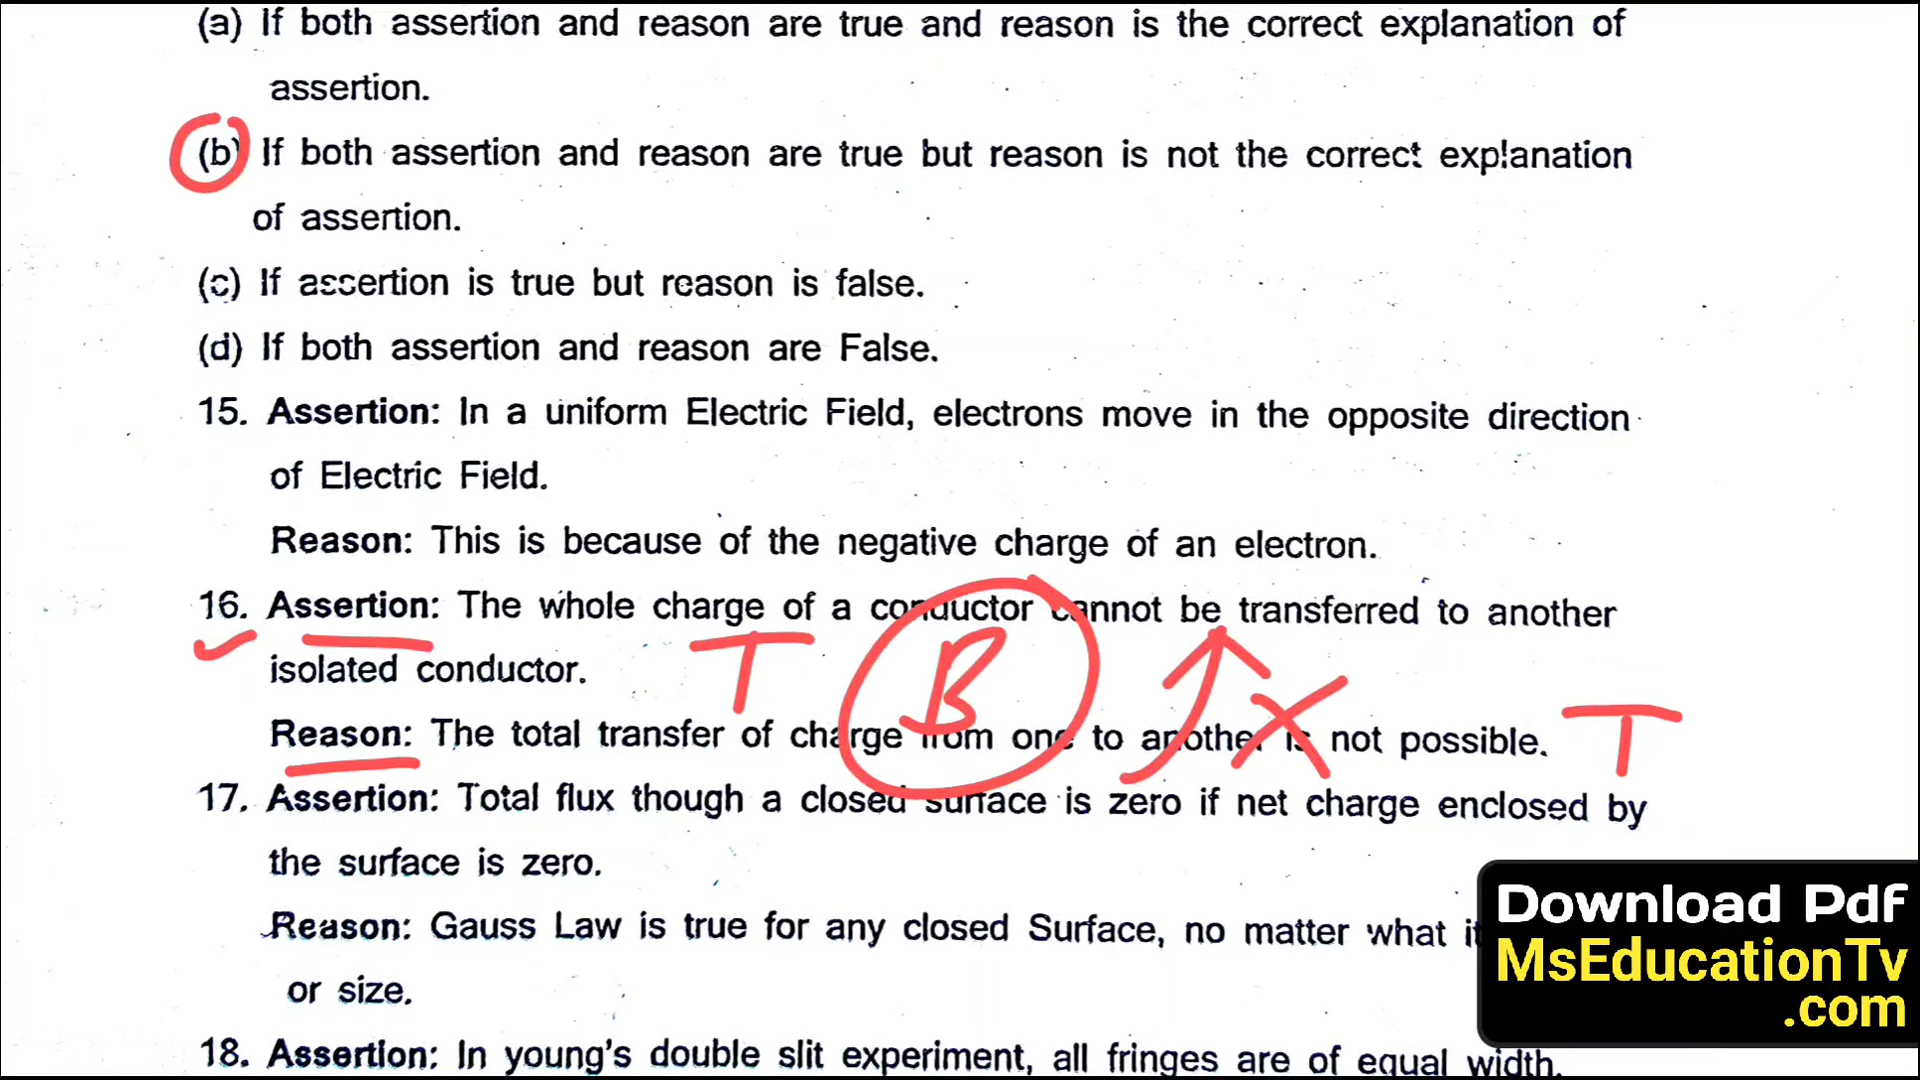 (a) If both assertion and reason are true and reason is the correct explanation of
assertion.
(b) If both assertion and reason are true but reason is not the correct explanation
of assertion.
(c) If assertion is true but reason is false.
(d) If both assertion and reason are False.
15. Assertion: In a uniform Electric Field, electrons move in the opposite direction
of Electric Field.
Reason: This is because of the negative charge of an electron.
16. Assertion: The whole charge of a conductor cannot be transferred to another
isolated conductor.
T
B
Reason: The total transfer of charge from one to another is not possible.
T
17. Assertion: Total flux though a closed surface is zero if net charge enclosed by
the surface is zero.
Reason: Gauss Law is true for any closed Surface, no matter what it
or size.
18. Assertion: In young's double slit experiment, all fringes are of equal width.
Download Pdf
MsEducationTv
.com